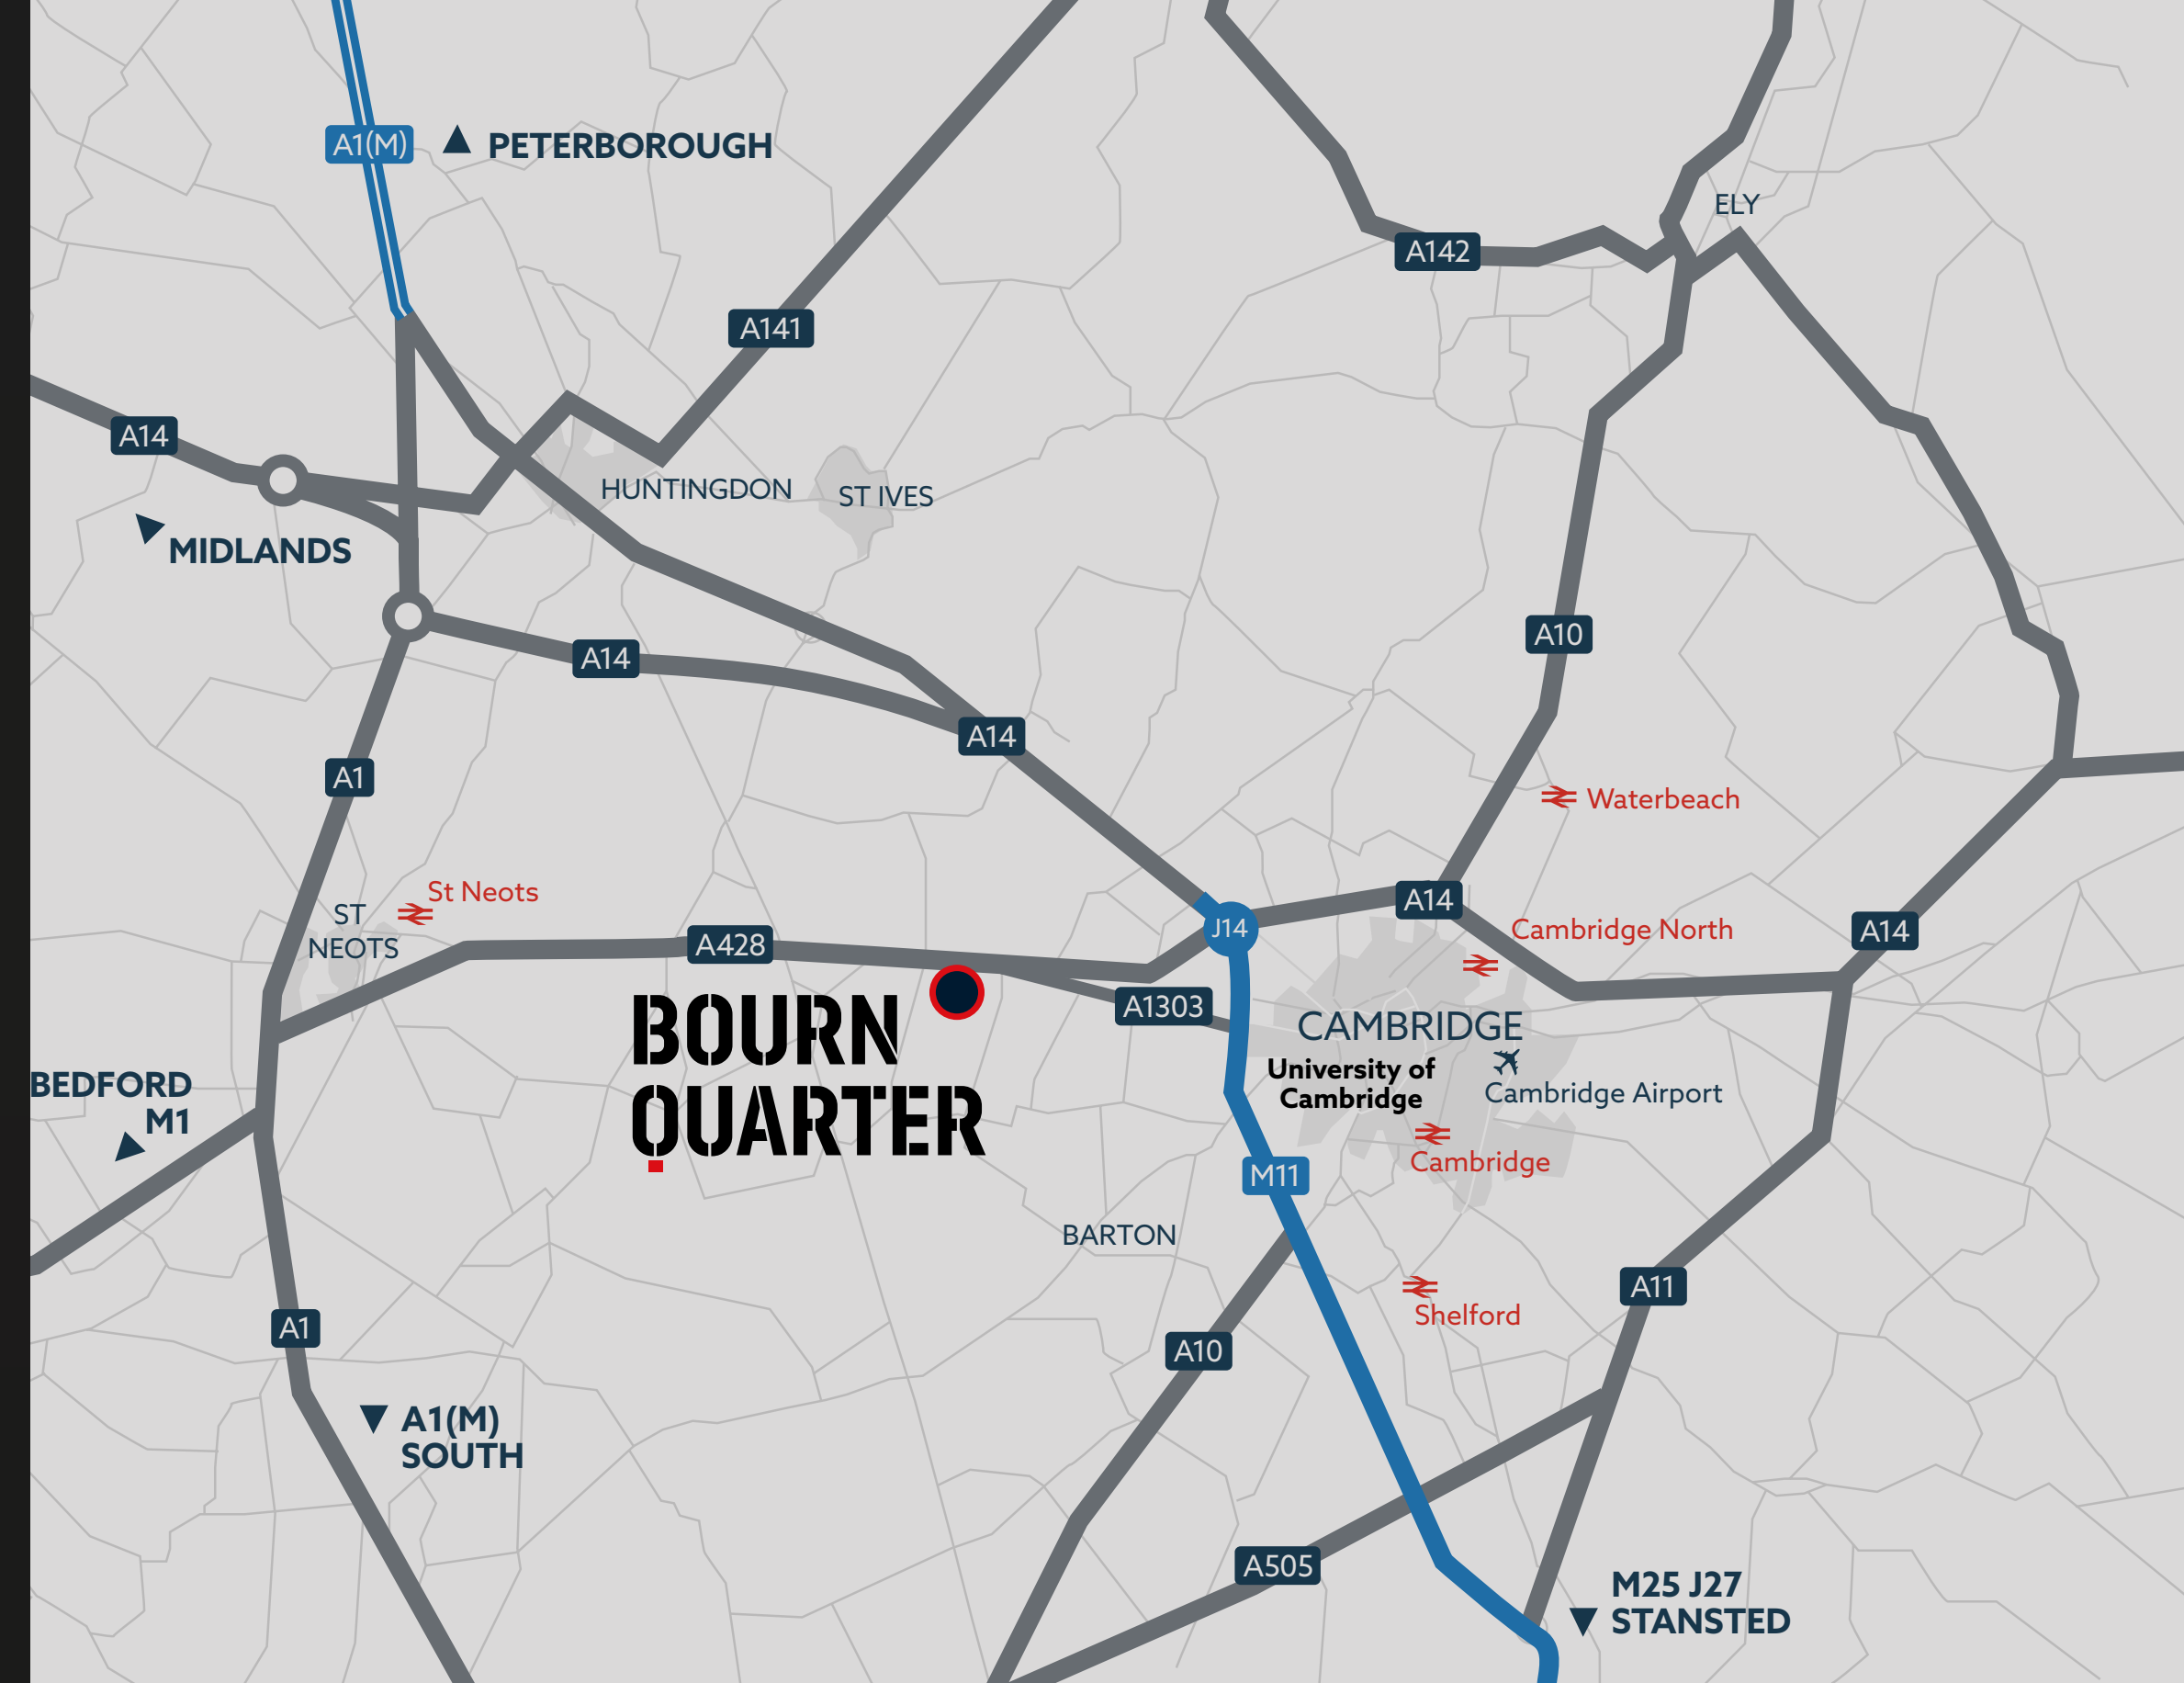 A1(M)
PETERBOROUGH
ELY
A142
A141
A14
HUNTINGDON
ST IVES
MIDLANDS
A10
A14
A14
A1
Waterbeach
St Neots
ST
NEOTS
A14
J14
Cambridge North
A14
A428
A1303
BOURN
QUARTER
CAMBRIDGE
University of
Cambridge
Cambridge Airport
BEDFORD
M1
Cambridge
M11
BARTON
A11
Shelford
A1
A10
A1(M)
SOUTH
A505
M25 J27
STANSTED